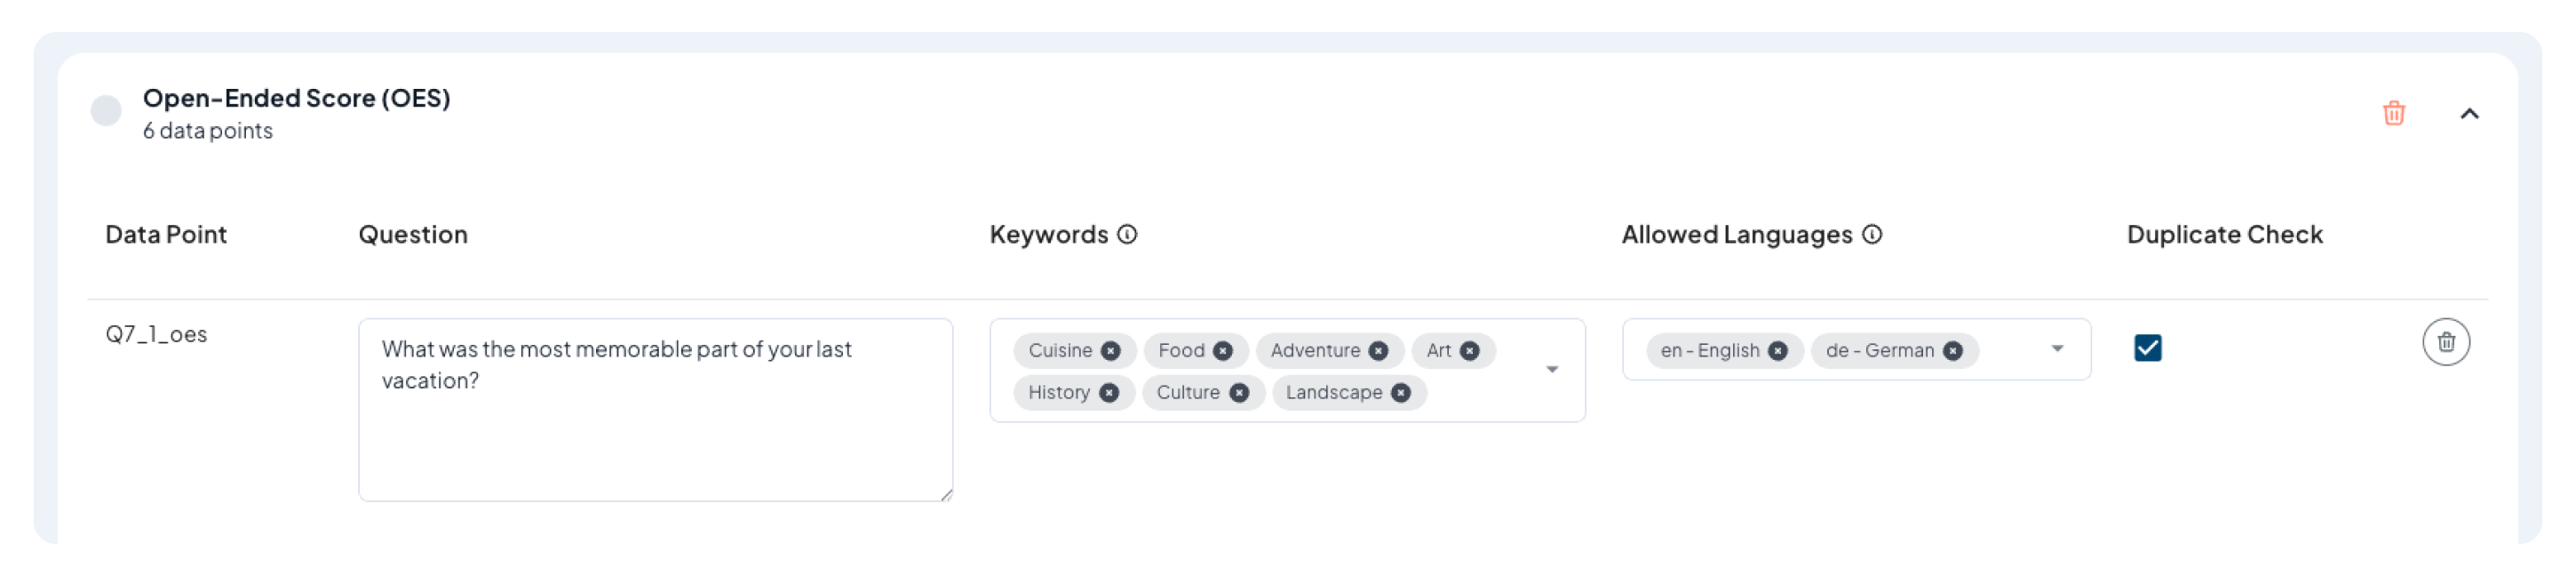 Open-Ended Score (OES)
6 data points
Data Point Question Keywords Allowed Languages Duplicate Check
Q7_1_oes
What was the most memorable part of your last
vacation?
Cuisine Food Adventure Art
History Culture Landscape
en - English de - German